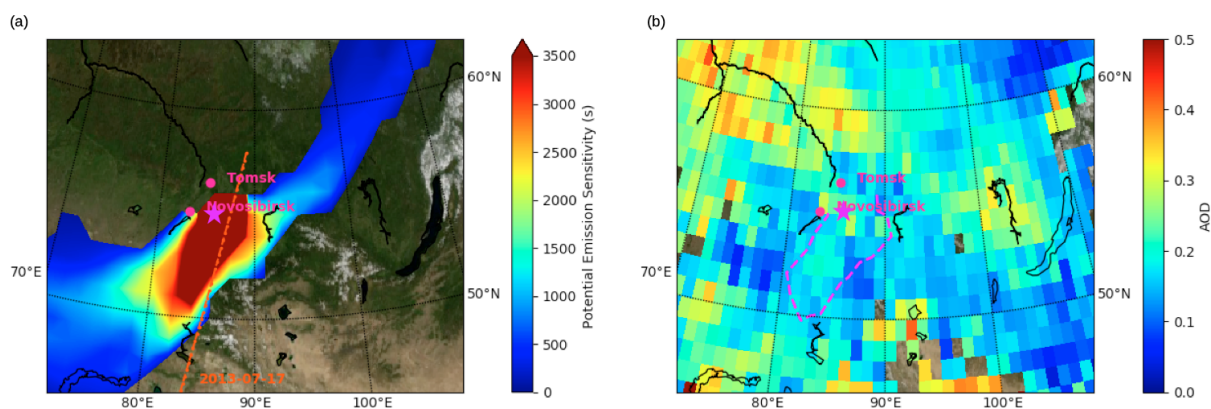 (a)
(b)
Tomsk
Novosibirsk
2013-07-17
70°E
80°E
90°E
100°E
60°N
50°N
3500
3000
2500
2000
1500
1000
500
0
Potential Emission Sensitivity (s)
Tomsk
Novosibirsk
70°E
80°E
90°E
100°E
60°N
50°N
0.5
0.4
0.3
0.2
0.1
0.0
AOD